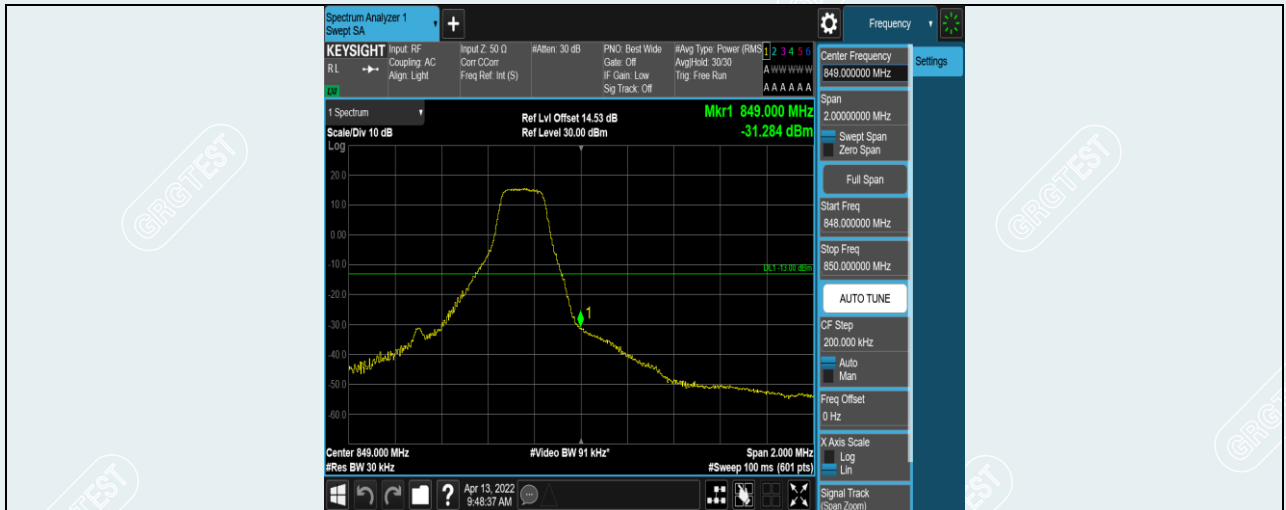 Spectrum Analyzer 1
Swept SA
Frequency
KEYSIGHT
RL
LNI
Input: RF
Coupling: AC
Align: Light
Input Z: 50 Ω
Corr CCorr
Freq Ref: Int (S)
#Atten: 30 dB
PNO: Best Wide
Gate: Off
IF Gain: Low
Sig Track: Off
#Avg Type: Power (RMS
Avg|Hold: 30/30
Trig: Free Run
1 2 3 4 5 6
A W W W W W
A A A A A A
1 Spectrum
Scale/Div 10 dB
Log
Ref Lvl Offset 14.53 dB
Ref Level 30.00 dBm
Mkr1 849.000 MHz
-31.284 dBm
20.0
10.0
0.00
-10.0
-20.0
-30.0
-40.0
-50.0
-60.0
DL1 -13.00 dBm
1
Center 849.000 MHz
#Res BW 30 kHz
#Video BW 91 kHz*
Span 2.000 MHz
#Sweep 100 ms (601 pts)
Apr 13, 2022
9:48:37 AM
Center Frequency
849.000000 MHz
Settings
Span
2.00000000 MHz
Swept Span
Zero Span
Full Span
Start Freq
848.000000 MHz
Stop Freq
850.000000 MHz
AUTO TUNE
CF Step
200.000 kHz
Auto
Man
Freq Offset
0 Hz
X Axis Scale
Log
Lin
Signal Track
(Span Zoom)
GRGTEST
GRGTEST
GRGTEST
GRGTEST